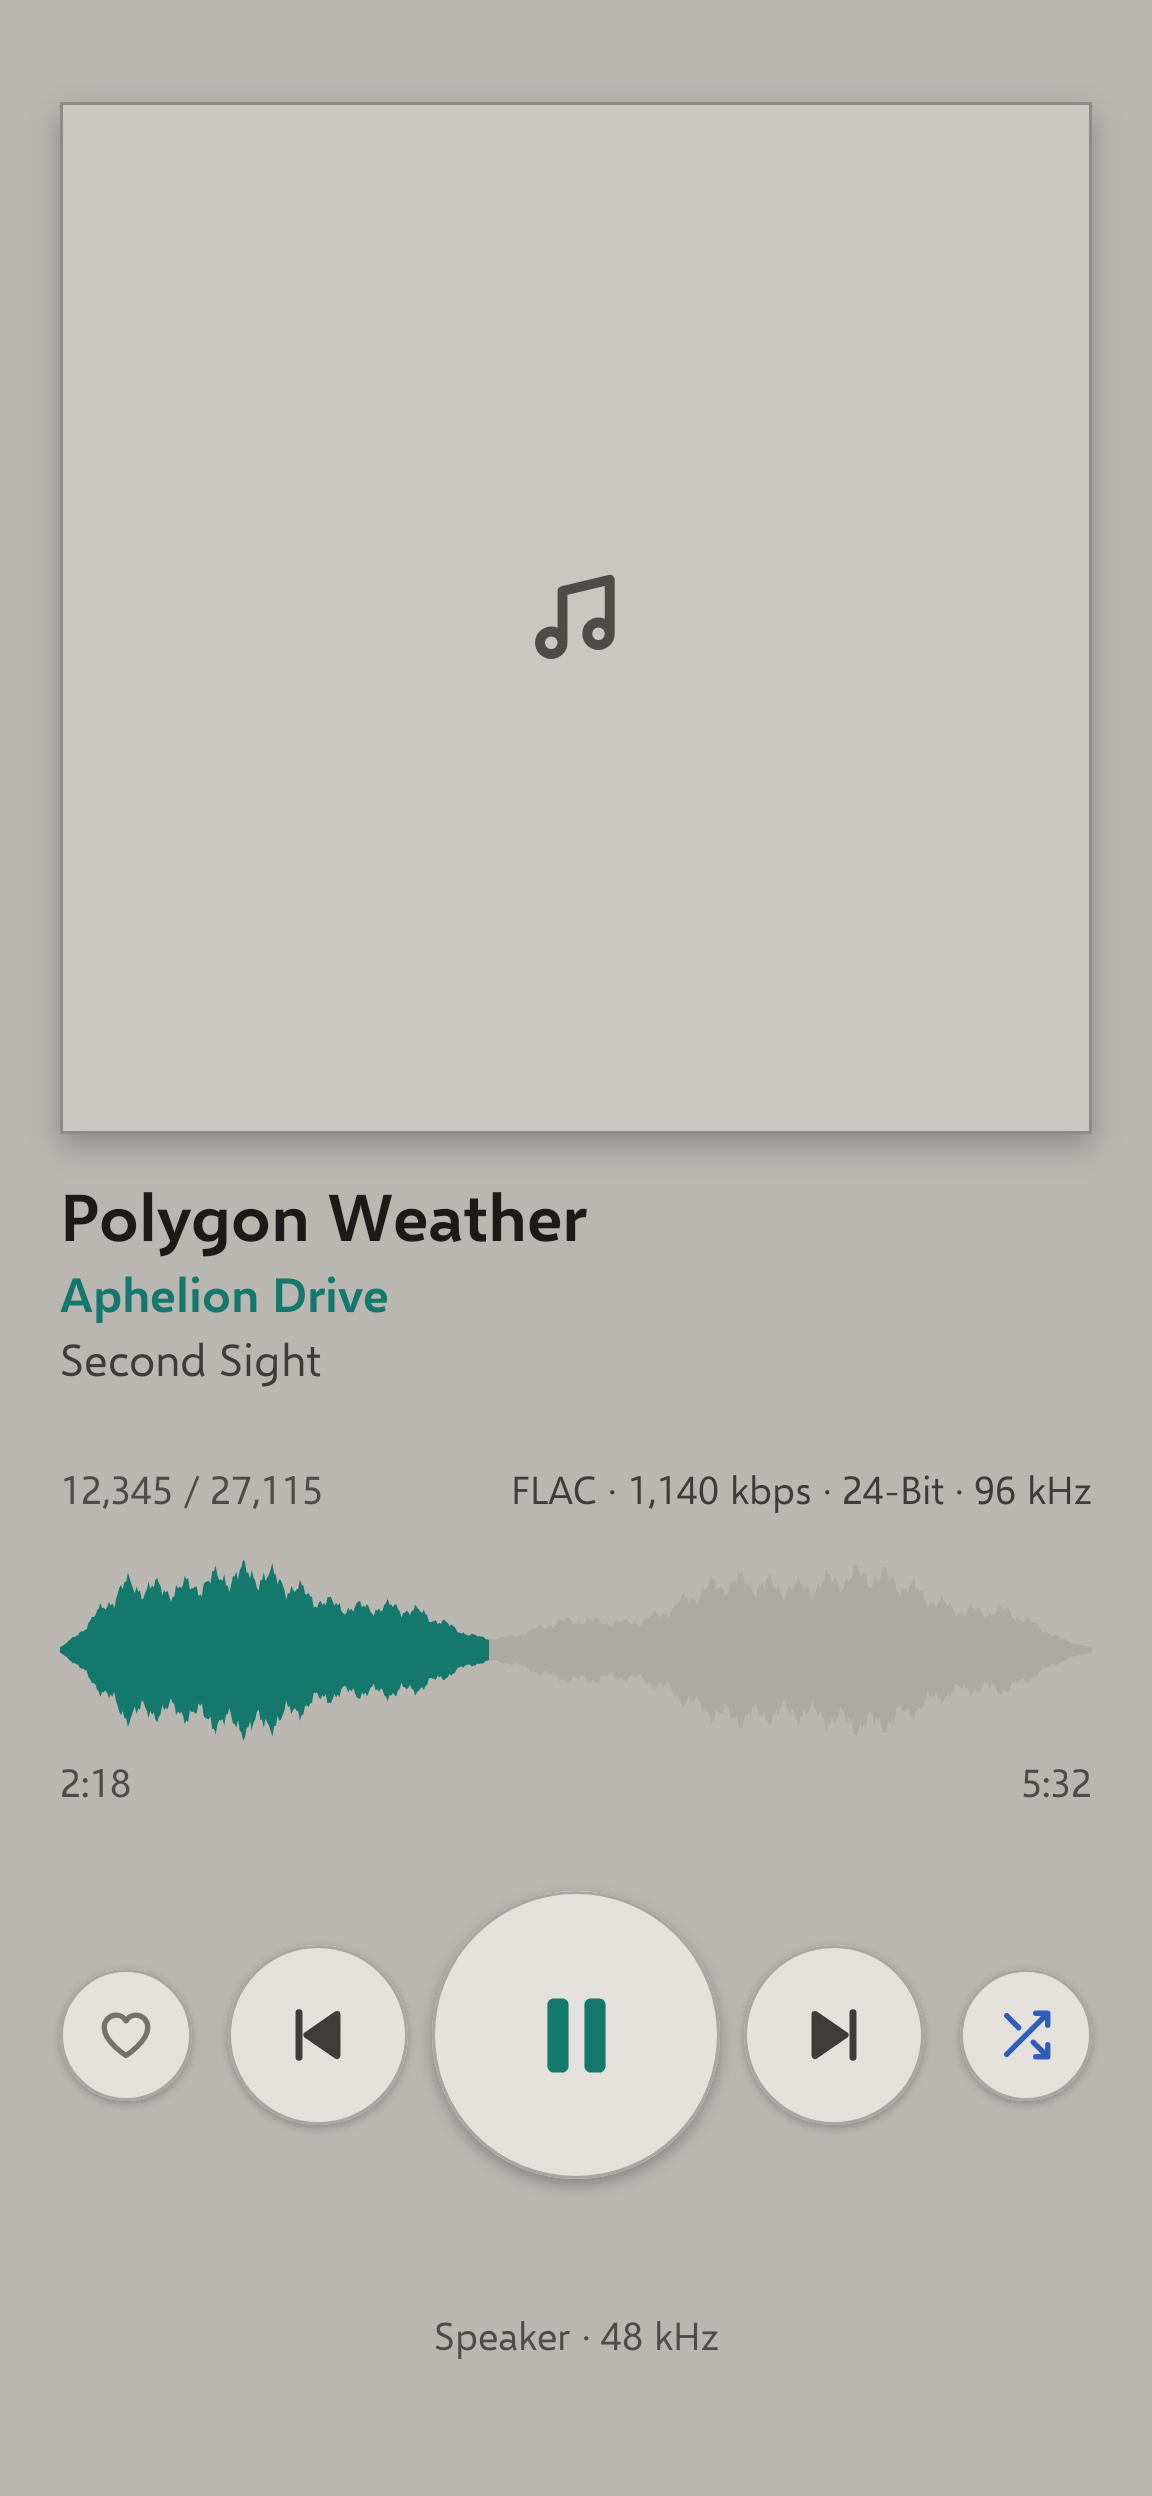 Polygon Weather
Aphelion Drive
Second Sight
12,345 / 27,115
FLAC · 1,140 kbps · 24-Bit · 96 kHz
2:18
5:32
Speaker · 48 kHz